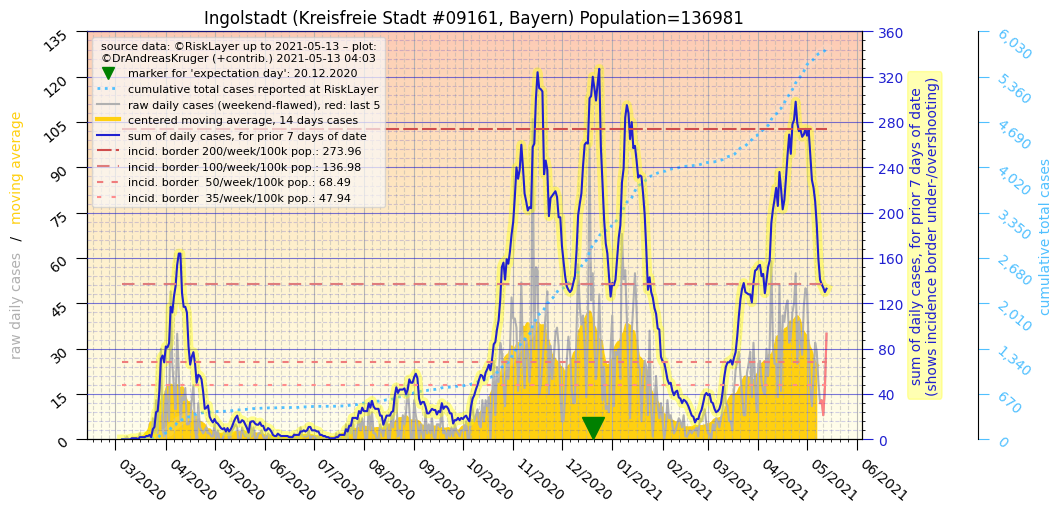 Ingolstadt (Kreisfreie Stadt #09161, Bayern) Population=136981
source data: ©RiskLayer up to 2021-05-13 – plot:
©DrAndreasKruger (+contrib.) 2021-05-13 04:03
marker for 'expectation day': 20.12.2020
cumulative total cases reported at RiskLayer
raw daily cases (weekend-flawed), red: last 5
centered moving average, 14 days cases
sum of daily cases, for prior 7 days of date
incid. border 200/week/100k pop.: 273.96
incid. border 100/week/100k pop.: 136.98
incid. border  50/week/100k pop.: 68.49
incid. border  35/week/100k pop.: 47.94
raw daily cases / moving average
135
120
105
90
75
60
45
30
15
0
03/2020
04/2020
05/2020
06/2020
07/2020
08/2020
09/2020
10/2020
11/2020
12/2020
01/2021
02/2021
03/2021
04/2021
05/2021
06/2021
360
320
280
240
200
160
120
80
40
0
sum of daily cases, for prior 7 days of date
(shows incidence border under-/overshooting)
6,030
5,360
4,690
4,020
3,350
2,680
2,010
1,340
670
0
cumulative total cases